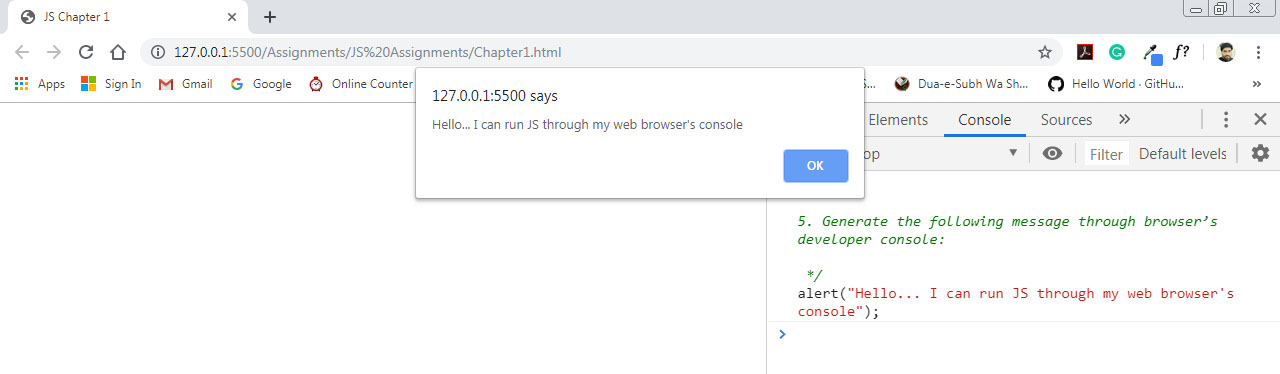 JS Chapter 1
127.0.0.1:5500/Assignments/JS%20Assignments/Chapter1.html
f?
Apps Sign In Gmail Google Online Counter S... Dua-e-Subh Wa Sh... Hello World · GitHu... »
127.0.0.1:5500 says
Hello... I can run JS through my web browser's console
OK
Elements Console Sources »
op Filter Default levels
5. Generate the following message through browser’s
developer console:
*/
alert("Hello... I can run JS through my web browser's
console");